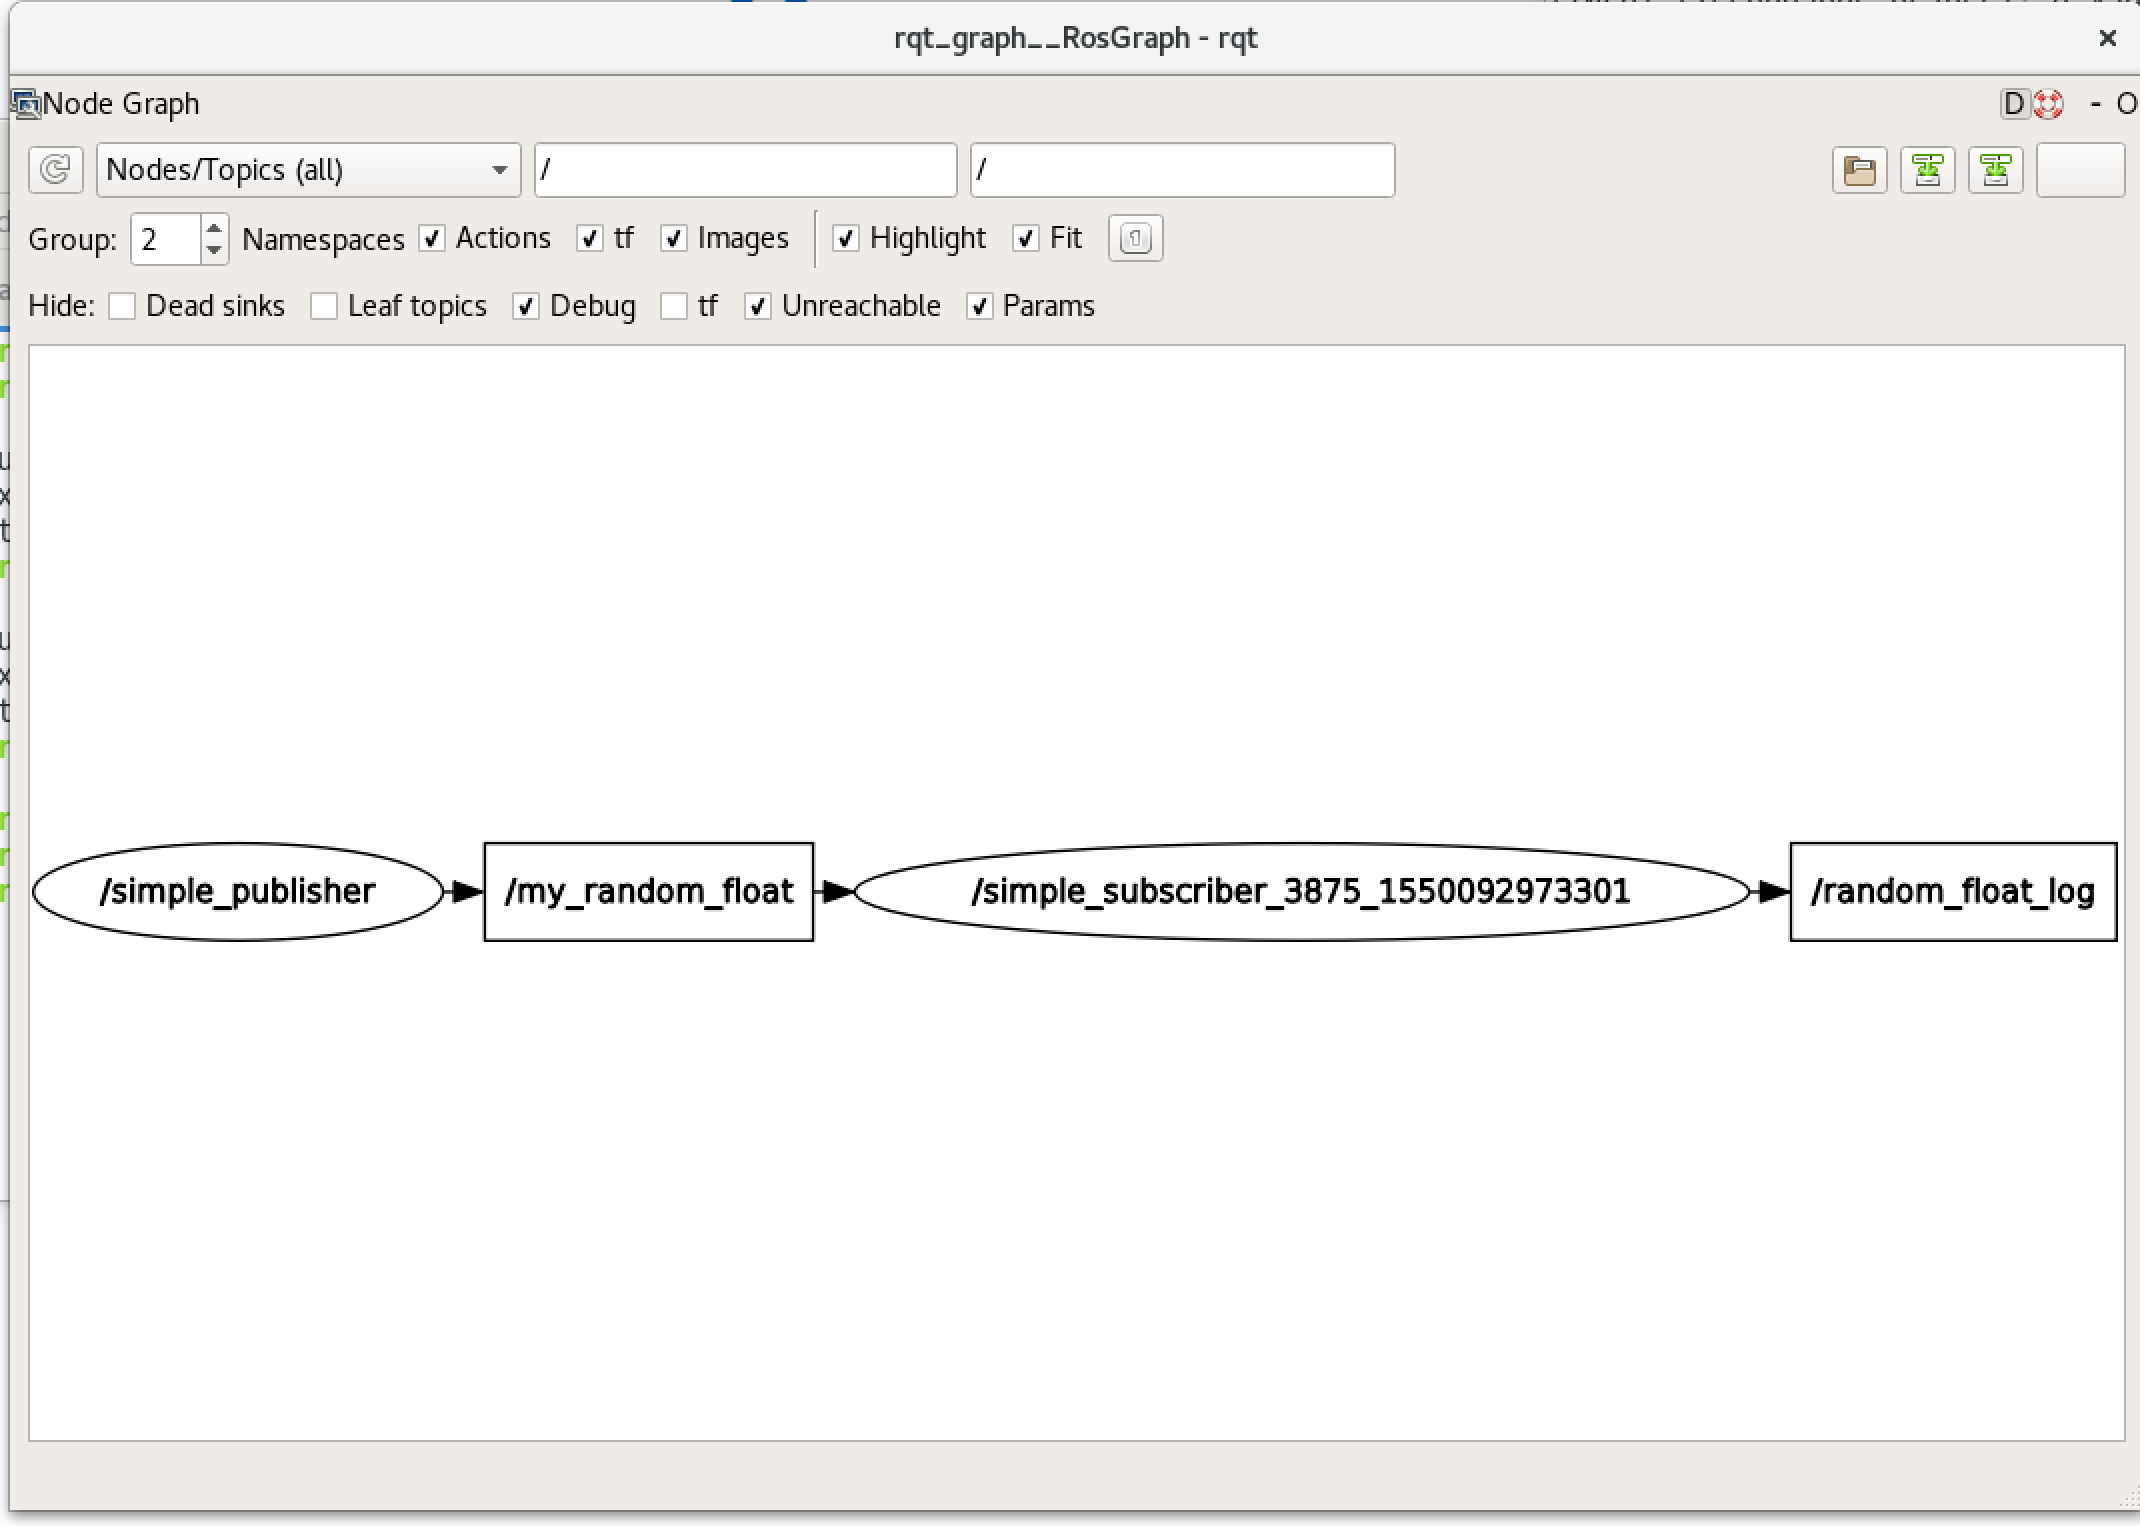 rqt_graph__RosGraph - rqt
Node Graph
D - O
Nodes/Topics (all) / /
Group: 2 Namespaces Actions tf Images Highlight Fit
Hide: Dead sinks Leaf topics Debug tf Unreachable Params
/simple_publisher /my_random_float /simple_subscriber_3875_1550092973301 /random_float_log